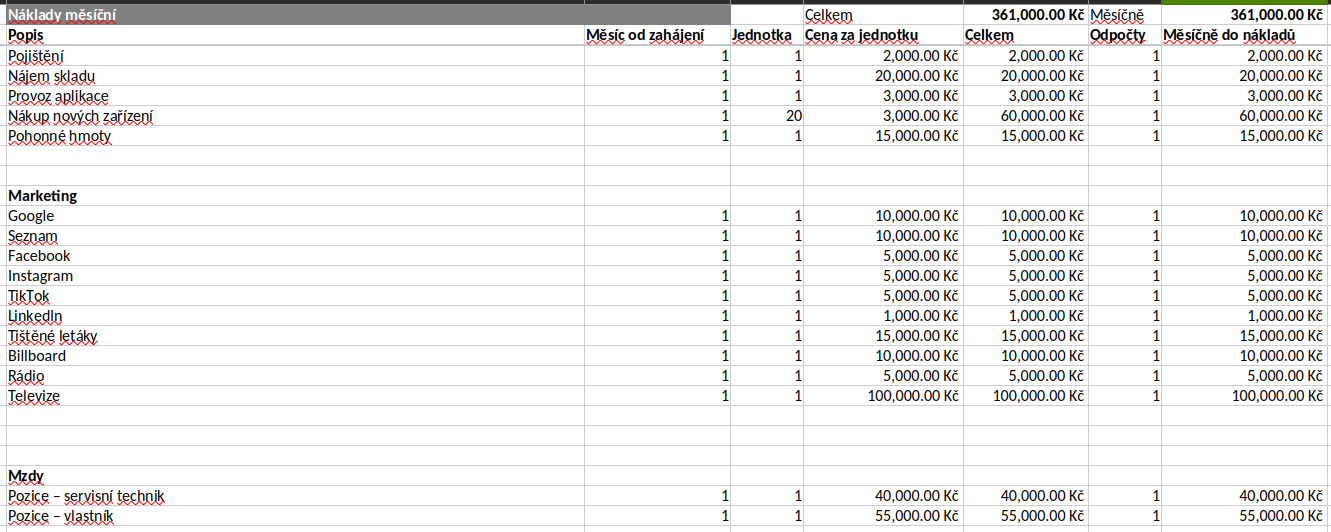 Náklady měsíční Celkem 361,000.00 Kč Měsíčně 361,000.00 Kč
Popis Měsíc od zahájení Jednotka Cena za jednotku Celkem Odpočty Měsíčně do nákladů
Pojištění 1 1 2,000.00 Kč 2,000.00 Kč 1 2,000.00 Kč
Nájem skladu 1 1 20,000.00 Kč 20,000.00 Kč 1 20,000.00 Kč
Provoz aplikace 1 1 3,000.00 Kč 3,000.00 Kč 1 3,000.00 Kč
Nákup nových zařízení 1 20 3,000.00 Kč 60,000.00 Kč 1 60,000.00 Kč
Pohonné hmoty 1 1 15,000.00 Kč 15,000.00 Kč 1 15,000.00 Kč
Marketing
Google 1 1 10,000.00 Kč 10,000.00 Kč 1 10,000.00 Kč
Seznam 1 1 10,000.00 Kč 10,000.00 Kč 1 10,000.00 Kč
Facebook 1 1 5,000.00 Kč 5,000.00 Kč 1 5,000.00 Kč
Instagram 1 1 5,000.00 Kč 5,000.00 Kč 1 5,000.00 Kč
TikTok 1 1 5,000.00 Kč 5,000.00 Kč 1 5,000.00 Kč
LinkedIn 1 1 1,000.00 Kč 1,000.00 Kč 1 1,000.00 Kč
Tištěné letáky 1 1 15,000.00 Kč 15,000.00 Kč 1 15,000.00 Kč
Billboard 1 1 10,000.00 Kč 10,000.00 Kč 1 10,000.00 Kč
Rádio 1 1 5,000.00 Kč 5,000.00 Kč 1 5,000.00 Kč
Televize 1 1 100,000.00 Kč 100,000.00 Kč 1 100,000.00 Kč
Mzdy
Pozice – servisní technik 1 1 40,000.00 Kč 40,000.00 Kč 1 40,000.00 Kč
Pozice – vlastník 1 1 55,000.00 Kč 55,000.00 Kč 1 55,000.00 Kč